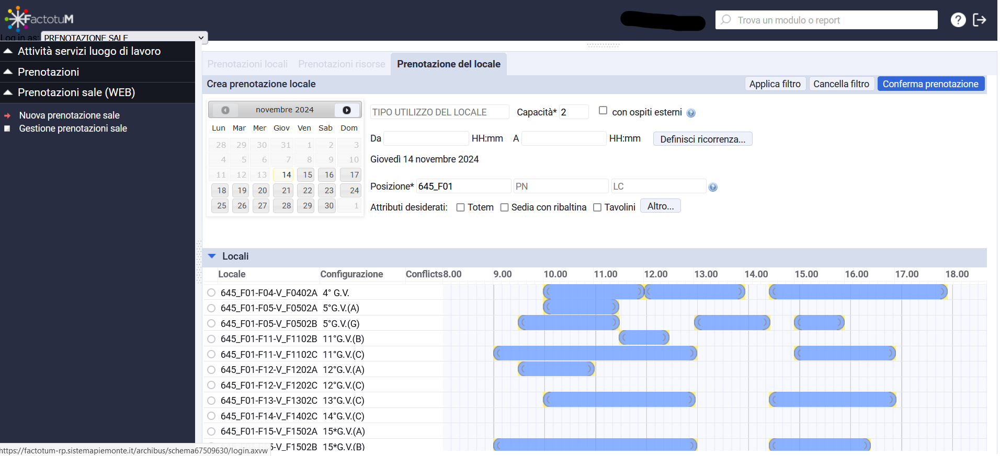 FactotuM
Trova un modulo o report
?
Log in as: PRENOTAZIONE SALE
Attività servizi luogo di lavoro
Prenotazioni
Prenotazioni sale (WEB)
Nuova prenotazione sale
Gestione prenotazioni sale
Prenotazioni locali Prenotazioni risorse Prenotazione del locale
Crea prenotazione locale Applica filtro Cancella filtro Conferma prenotazione
novembre 2024
Lun Mar Mer Giov Ven Sab Dom
28 29 30 31 1 2 3
4 5 6 7 8 9 10
11 12 13 14 15 16 17
18 19 20 21 22 23 24
25 26 27 28 29 30 1
TIPO UTILIZZO DEL LOCALE Capacità* 2 con ospiti esterni ?
Da HH:mm A HH:mm Definisci ricorrenza...
Giovedì 14 novembre 2024
Posizione* 645_F01 PN LC ?
Attributi desiderati: Totem Sedia con ribaltina Tavolini Altro...
Locali
Locale Configurazione Conflicts 8.00 9.00 10.00 11.00 12.00 13.00 14.00 15.00 16.00 17.00 18.00
645_F01-F04-V_F0402A 4° G.V.
645_F01-F05-V_F0502A 5°G.V.(A)
645_F01-F05-V_F0502B 5°G.V.(G)
645_F01-F11-V_F1102B 11°G.V.(B)
645_F01-F11-V_F1102C 11°G.V.(C)
645_F01-F12-V_F1202A 12°G.V.(A)
645_F01-F12-V_F1202C 12°G.V.(C)
645_F01-F13-V_F1302C 13°G.V.(C)
645_F01-F14-V_F1402C 14°G.V.(C)
645_F01-F15-V_F1502A 15*G.V.(A)
5-V_F1502B 15*G.V.(B)
https://factotum-rp.sistemapiemonte.it/archibus/schema67509630/login.axvw